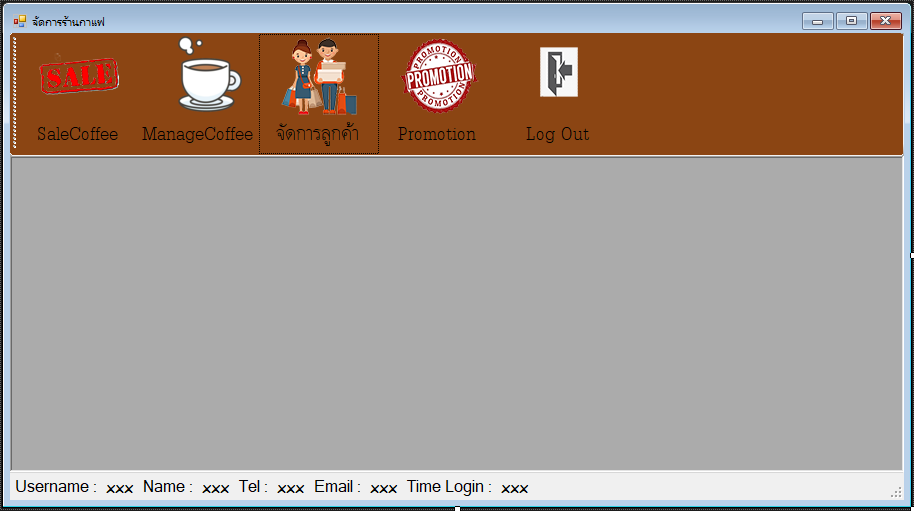 จัดการร้านกาแฟ
SALE
PROMOTION
PROMOTION
PROMOTION
SaleCoffee ManageCoffee จัดการลูกค้า Promotion Log Out
Username : xxx Name : xxx Tel : xxx Email : xxx Time Login : xxx